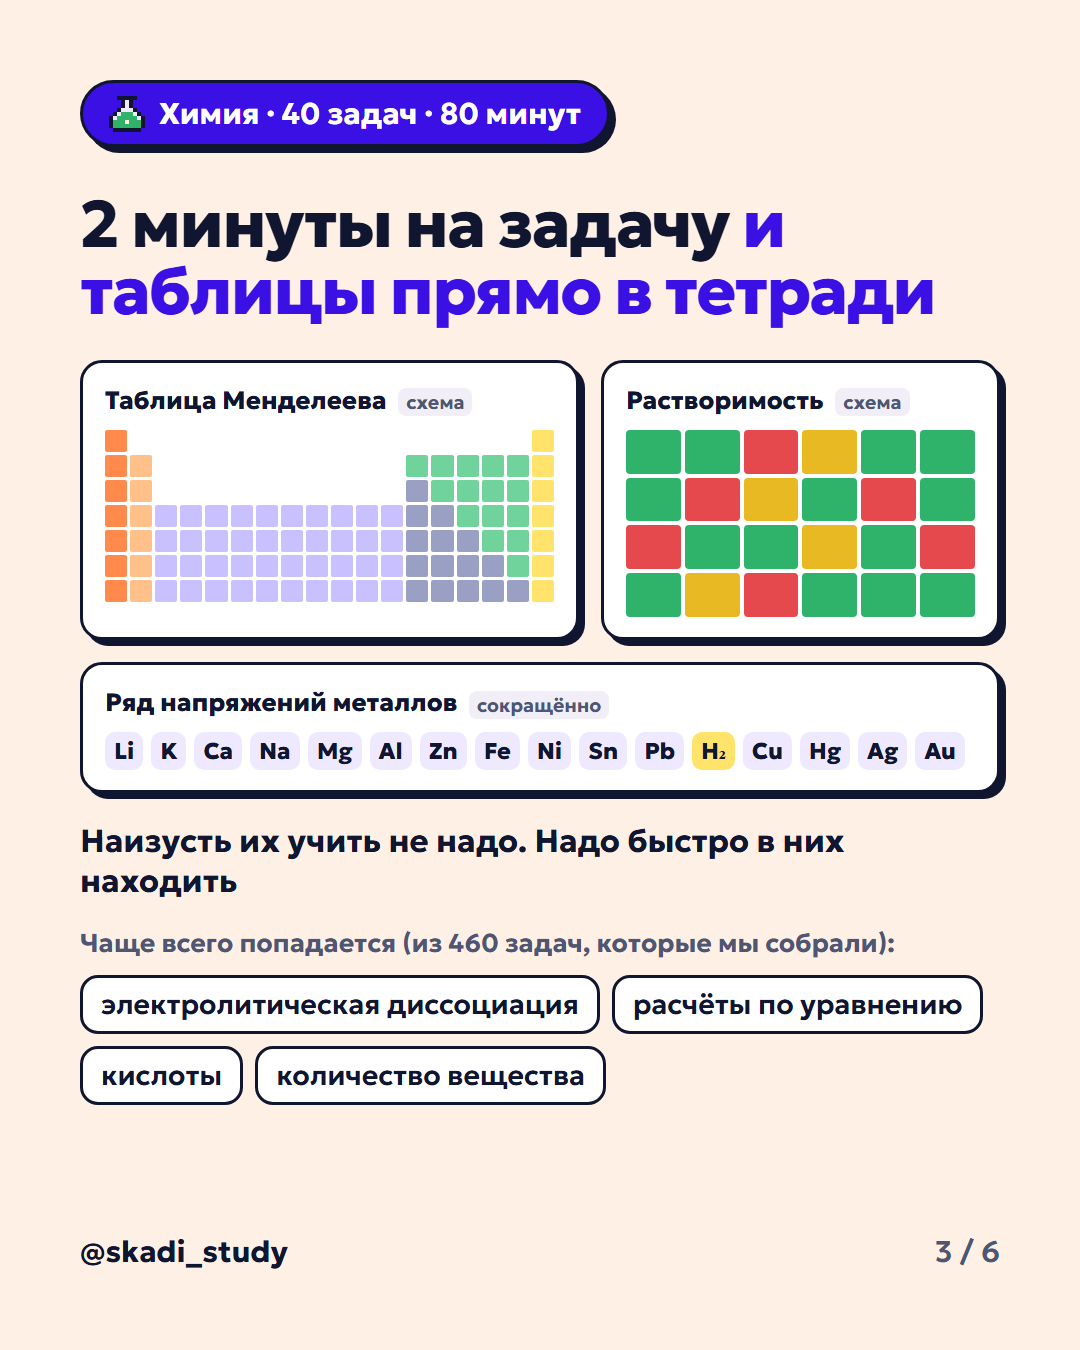 Химия · 40 задач · 80 минут
2 минуты на задачу и
таблицы прямо в тетради
Таблица Менделеева схема
Растворимость схема
Ряд напряжений металлов сокращённо
Li K Ca Na Mg Al Zn Fe Ni Sn Pb H₂ Cu Hg Ag Au
Наизусть их учить не надо. Надо быстро в них
находить
Чаще всего попадается (из 460 задач, которые мы собрали):
электролитическая диссоциация расчёты по уравнению
кислоты количество вещества
@skadi_study 3 / 6